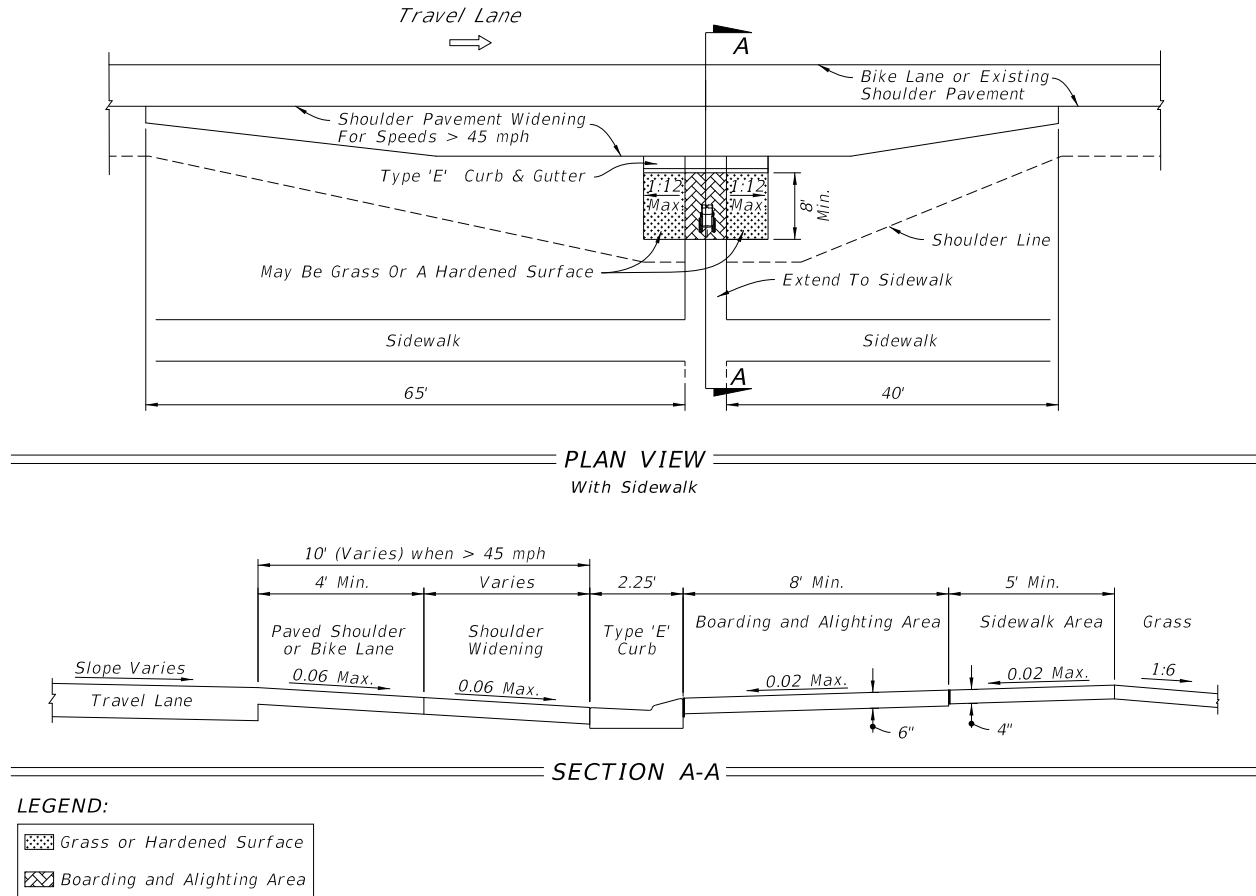 Travel Lane
A
Bike Lane or Existing
Shoulder Pavement
Shoulder Pavement Widening
For Speeds > 45 mph
Type 'E' Curb & Gutter
1:12
Max
1:12
Max
8'
Min.
Shoulder Line
May Be Grass Or A Hardened Surface
Extend To Sidewalk
Sidewalk
Sidewalk
A
65'
40'
PLAN VIEW
With Sidewalk
10' (Varies) when > 45 mph
4' Min.
Varies
2.25'
8' Min.
5' Min.
Paved Shoulder
or Bike Lane
Shoulder
Widening
Type 'E'
Curb
Boarding and Alighting Area
Sidewalk Area
Grass
Slope Varies
0.06 Max.
0.06 Max.
0.02 Max.
0.02 Max.
1:6
Travel Lane
6"
4"
SECTION A-A
LEGEND:
Grass or Hardened Surface
Boarding and Alighting Area